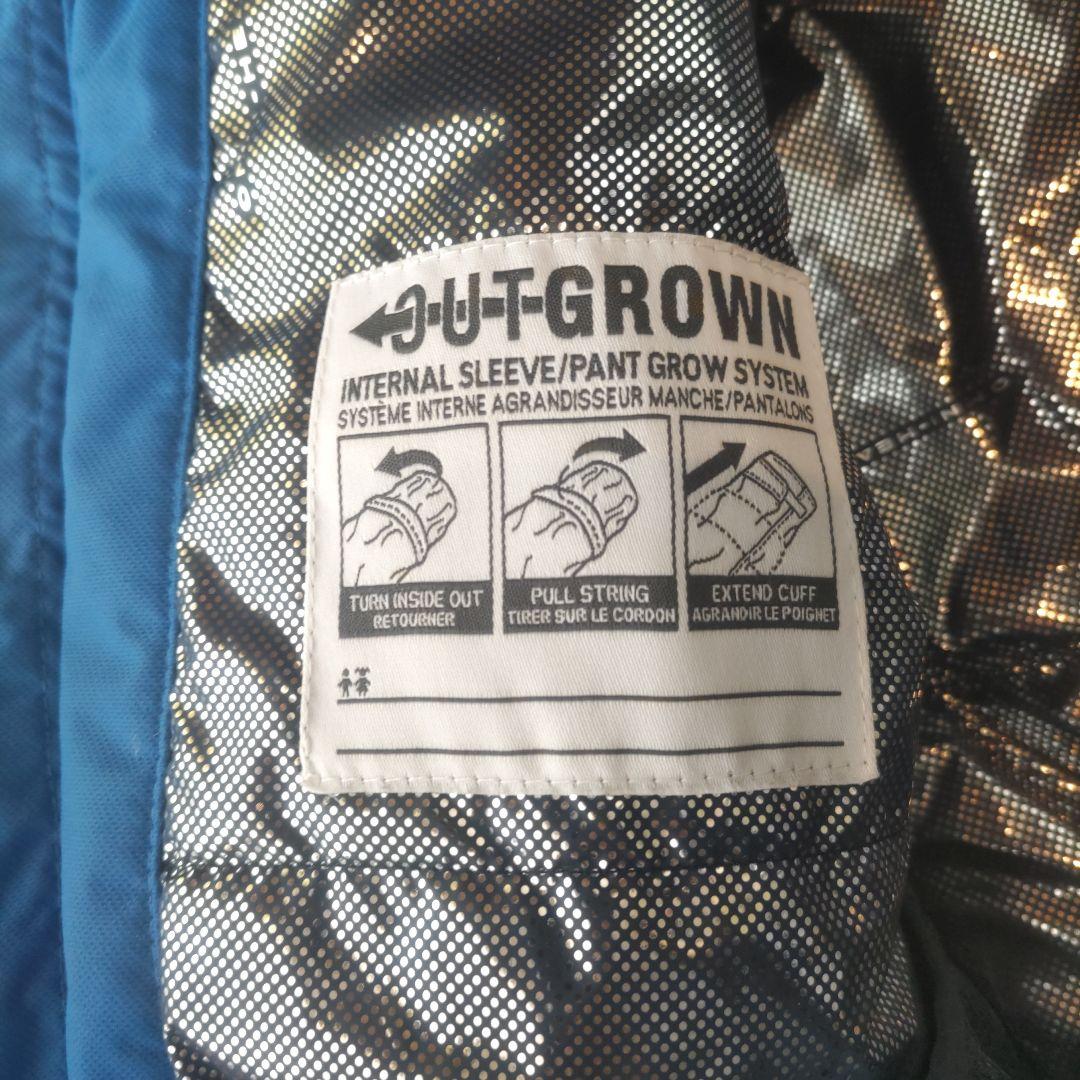 OUTGROWN
INTERNAL SLEEVE/PANT GROW SYSTEM
SYSTÈME INTERNE AGRANDISSEUR MANCHE/PANTALONS
TURN INSIDE OUT
RETOURNER
PULL STRING
TIRER SUR LE CORDON
EXTEND CUFF
AGRANDIR LE POIGNET